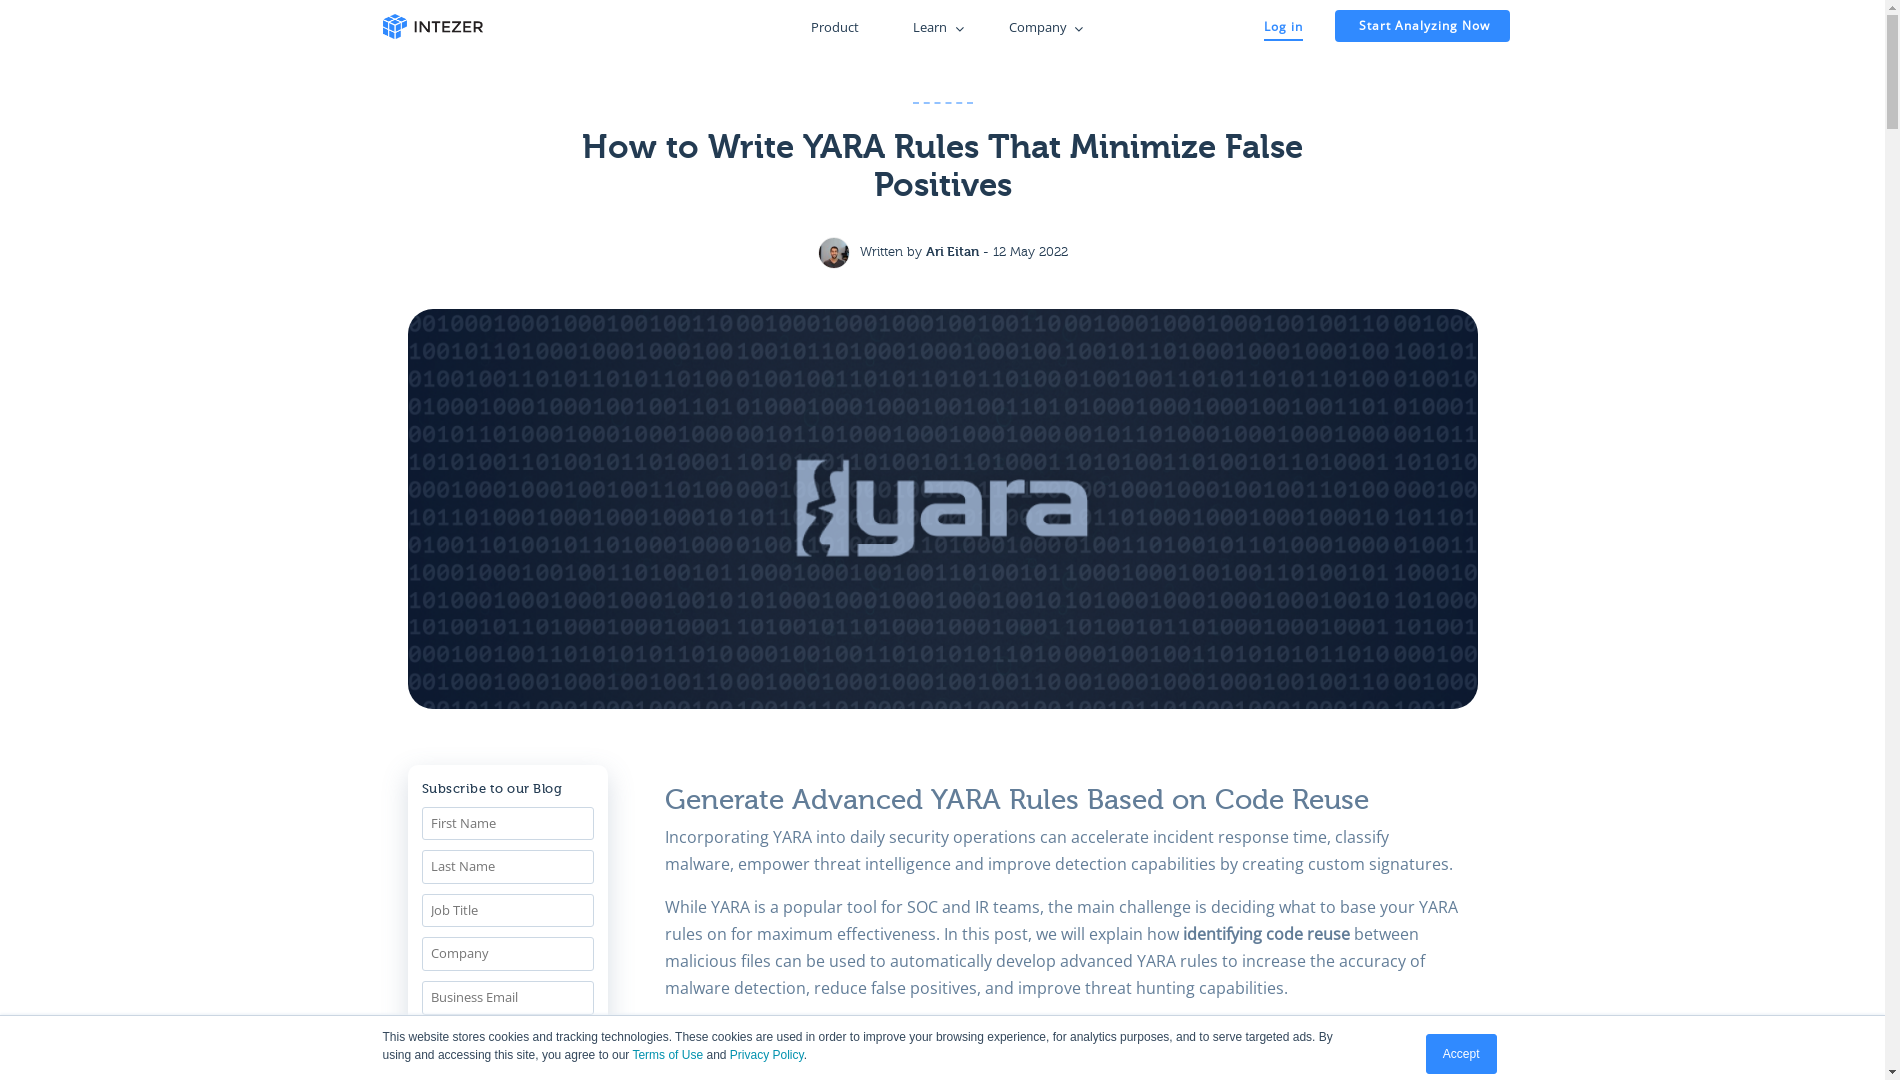 INTEZER
Product
Learn
Company
Log in
Start Analyzing Now
How to Write YARA Rules That Minimize False
Positives
Written by Ari Eitan - 12 May 2022
yara
Subscribe to our Blog
First Name
Last Name
Job Title
Company
Business Email
Generate Advanced YARA Rules Based on Code Reuse
Incorporating YARA into daily security operations can accelerate incident response time, classify
malware, empower threat intelligence and improve detection capabilities by creating custom signatures.
While YARA is a popular tool for SOC and IR teams, the main challenge is deciding what to base your YARA
rules on for maximum effectiveness. In this post, we will explain how identifying code reuse between
malicious files can be used to automatically develop advanced YARA rules to increase the accuracy of
malware detection, reduce false positives, and improve threat hunting capabilities.
This website stores cookies and tracking technologies. These cookies are used in order to improve your browsing experience, for analytics purposes, and to serve targeted ads. By
using and accessing this site, you agree to our Terms of Use and Privacy Policy.
Accept